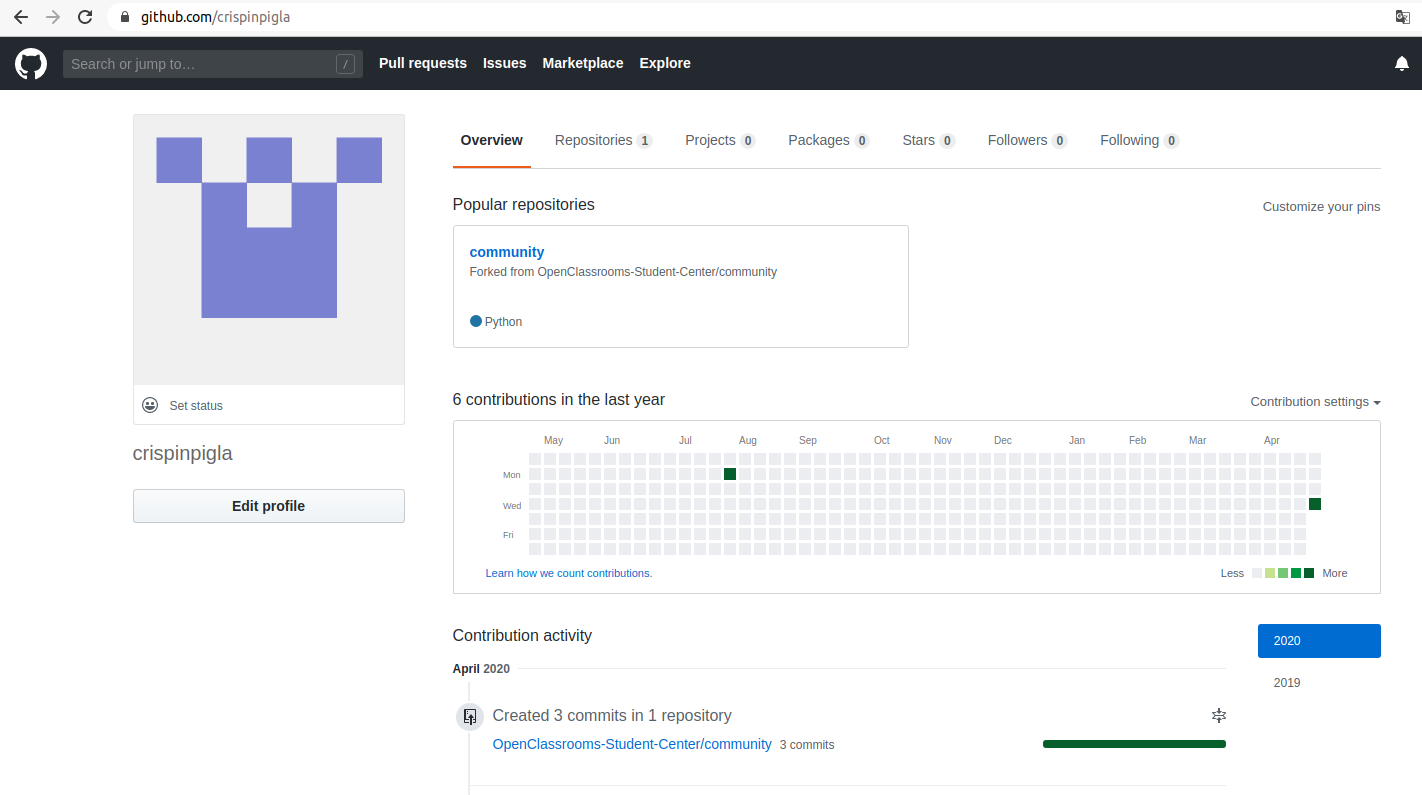 github.com/crispinpigla
Search or jump to… /
Pull requests Issues Marketplace Explore
Overview Repositories 1 Projects 0 Packages 0 Stars 0 Followers 0 Following 0
Popular repositories
Customize your pins
community
Forked from OpenClassrooms-Student-Center/community
Python
Set status
crispinpigla
Edit profile
6 contributions in the last year
Contribution settings
May Jun Jul Aug Sep Oct Nov Dec Jan Feb Mar Apr
Mon
Wed
Fri
Learn how we count contributions.
Less More
Contribution activity
2020
2019
April 2020
Created 3 commits in 1 repository
OpenClassrooms-Student-Center/community 3 commits